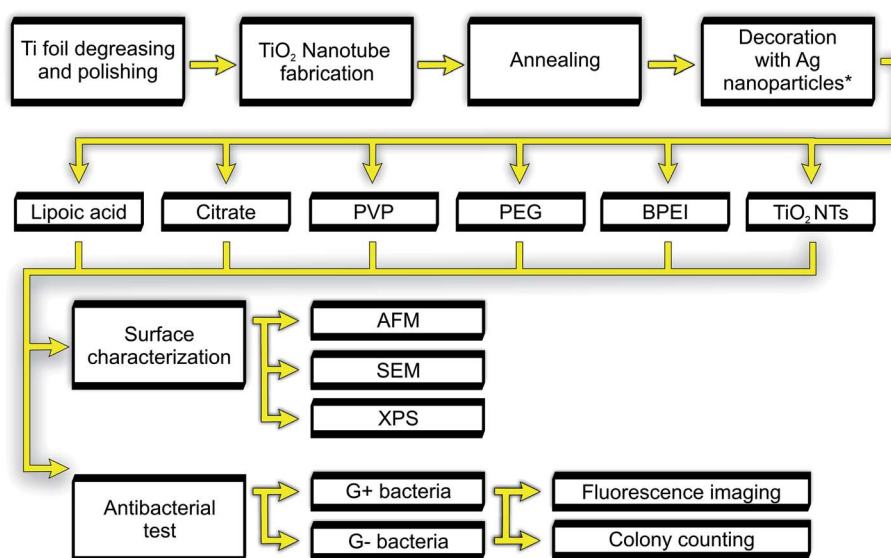 Ti foil degreasing
and polishing
TiO₂ Nanotube
fabrication
Annealing
Decoration
with Ag
nanoparticles*
Lipoic acid
Citrate
PVP
PEG
BPEI
TiO₂ NTs
Surface
characterization
AFM
SEM
XPS
Antibacterial
test
G+ bacteria
G- bacteria
Fluorescence imaging
Colony counting